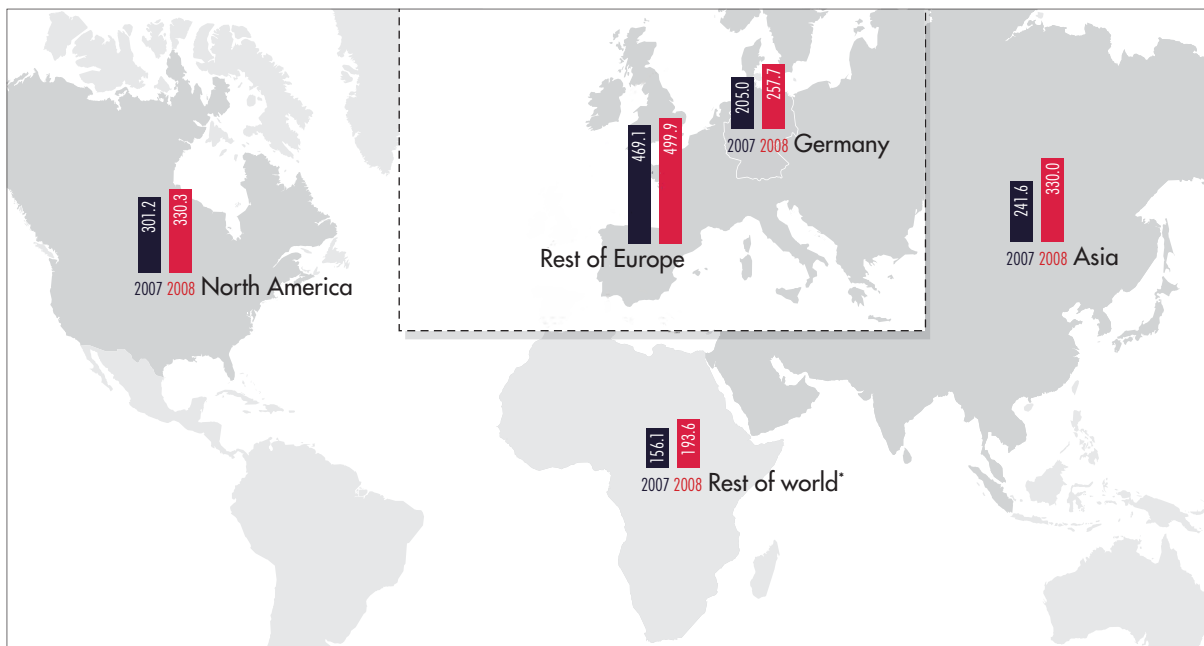 205.0
257.7
2007 2008 Germany
469.1
499.9
Rest of Europe
241.6
330.0
2007 2008 Asia
301.2
330.3
2007 2008 North America
156.1
193.6
2007 2008 Rest of world*